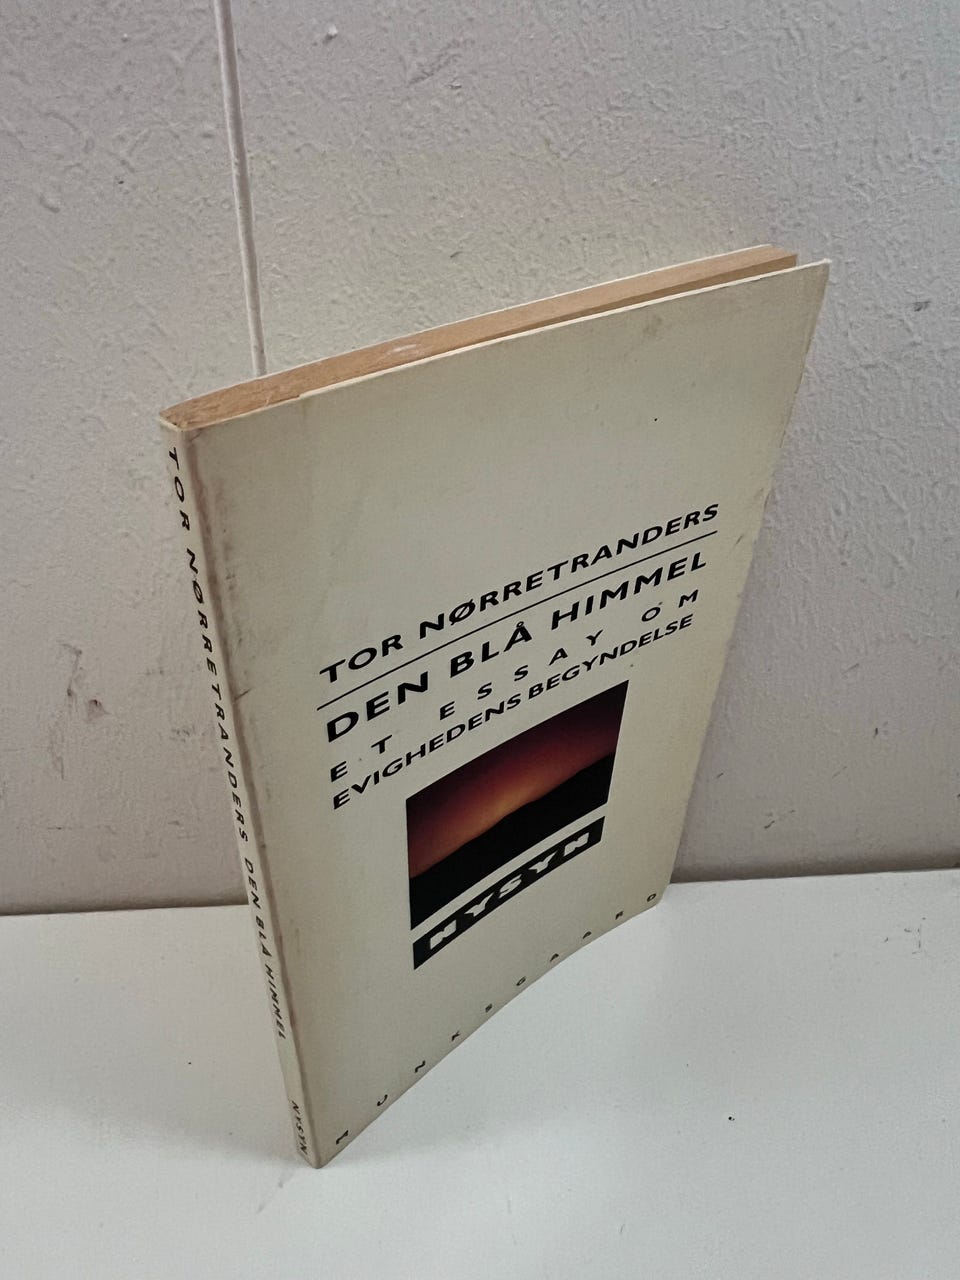 TOR NØRRETRANDERS DEN BLÅ HIMMEL NYSYN
TOR NØRRETRANDERS
DEN BLÅ HIMMEL
ET ESSAY OM
EVIGHEDENS BEGYNDELSE
NYSYN
MUNKSGAARD